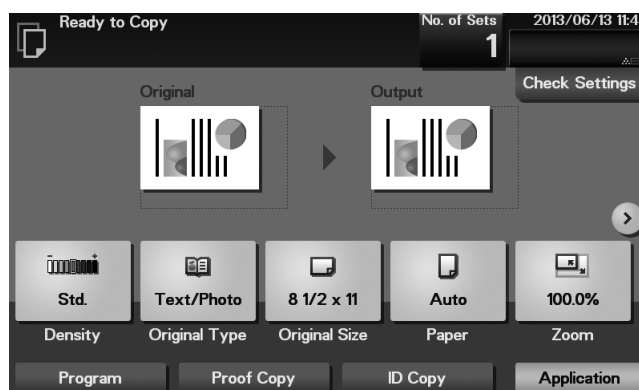 Ready to Copy
No. of Sets
1
2013/06/13 11:4
Check Settings
Original
Output
Std.
Text/Photo
8 1/2 x 11
Auto
100.0%
Density
Original Type
Original Size
Paper
Zoom
Program
Proof Copy
ID Copy
Application